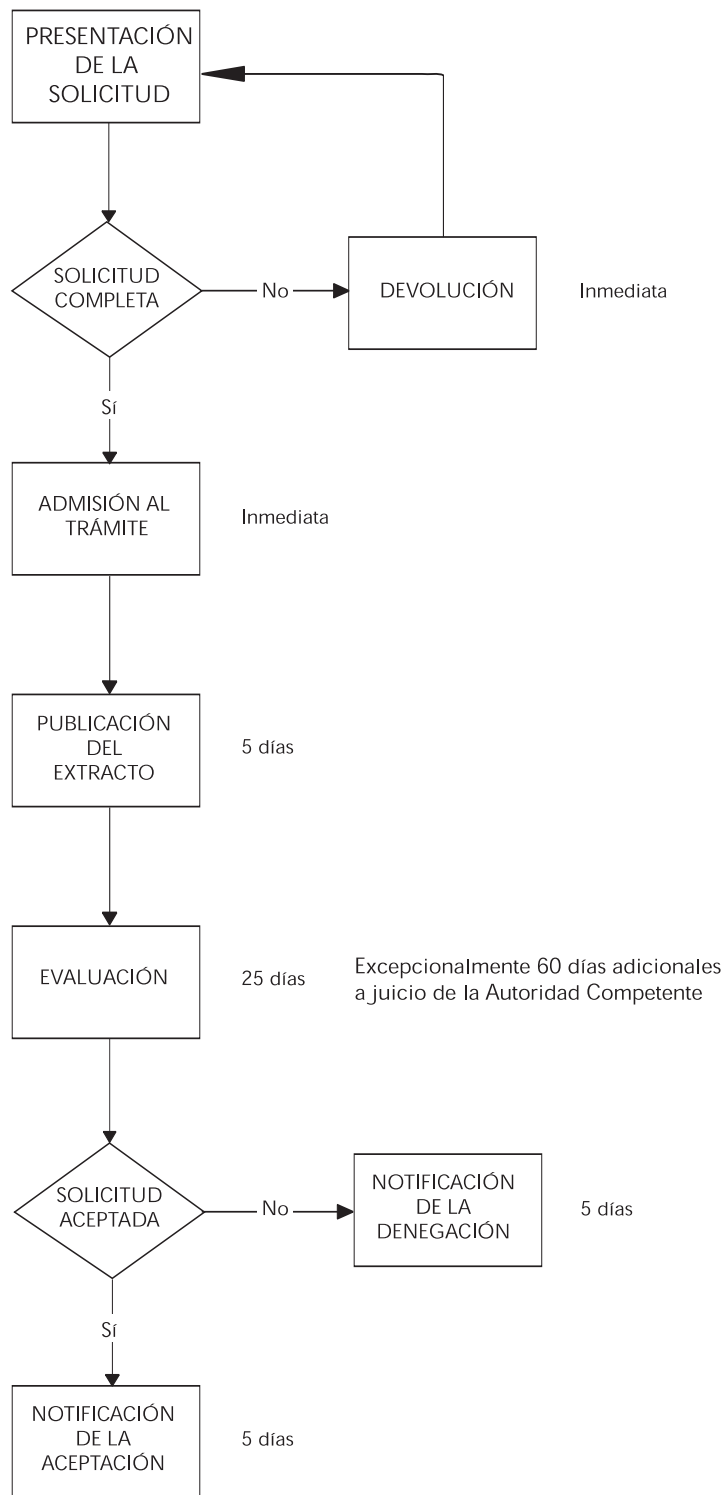 PRESENTACIÓN
DE LA
SOLICITUD
SOLICITUD
COMPLETA
No
DEVOLUCIÓN
Inmediata
Sí
ADMISIÓN AL
TRÁMITE
Inmediata
PUBLICACIÓN
DEL
EXTRACTO
5 días
EVALUACIÓN
25 días
Excepcionalmente 60 días adicionales
a juicio de la Autoridad Competente
SOLICITUD
ACEPTADA
No
NOTIFICACIÓN
DE LA
DENEGACIÓN
5 días
Sí
NOTIFICACIÓN
DE LA
ACEPTACIÓN
5 días